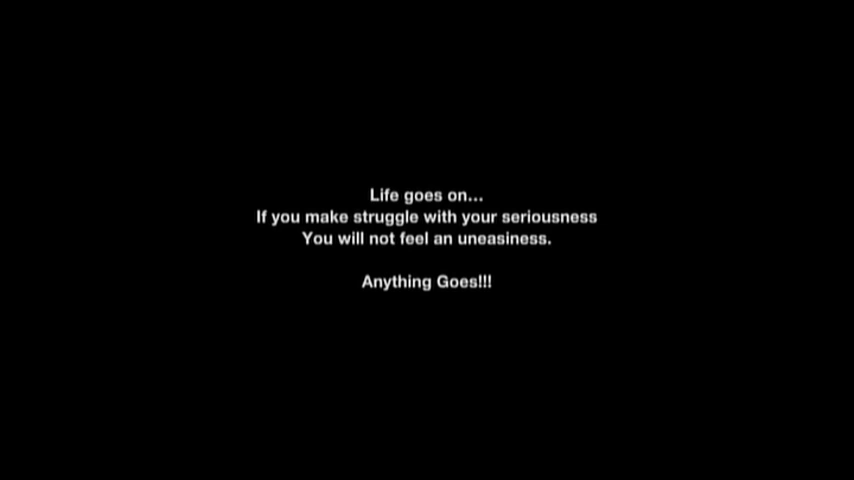 Life goes on...
If you make struggle with your seriousness
You will not feel an uneasiness.
Anything Goes!!!